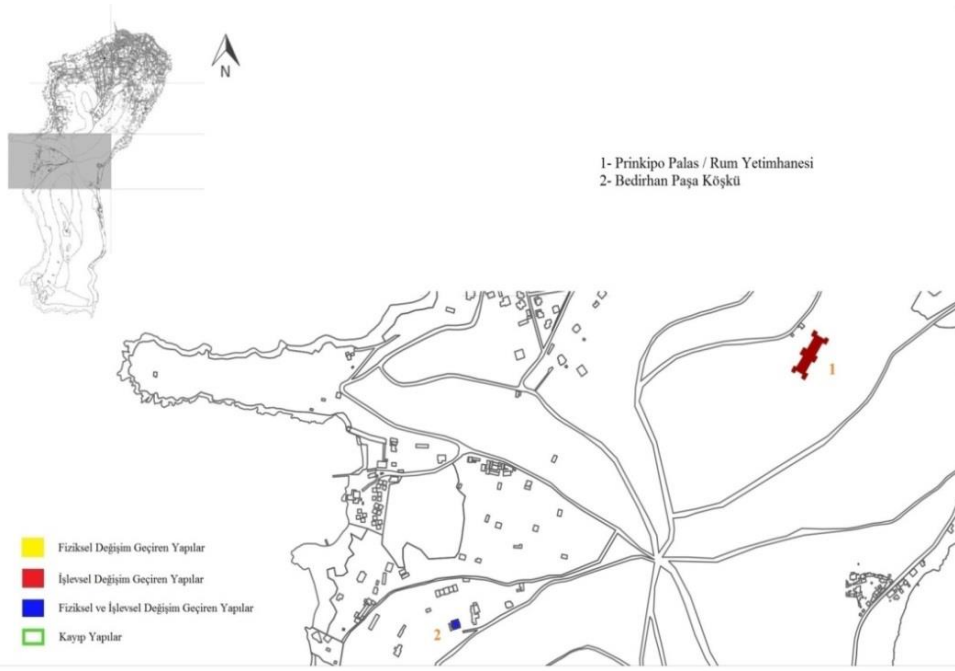 N
1- Prinkipo Palas / Rum Yetimhanesi
2- Bedirhan Paşa Köşkü
1
Fiziksel Değişim Geçiren Yapılar
İşlevsel Değişim Geçiren Yapılar
Fiziksel ve İşlevsel Değişim Geçiren Yapılar
2
Kayıp Yapılar